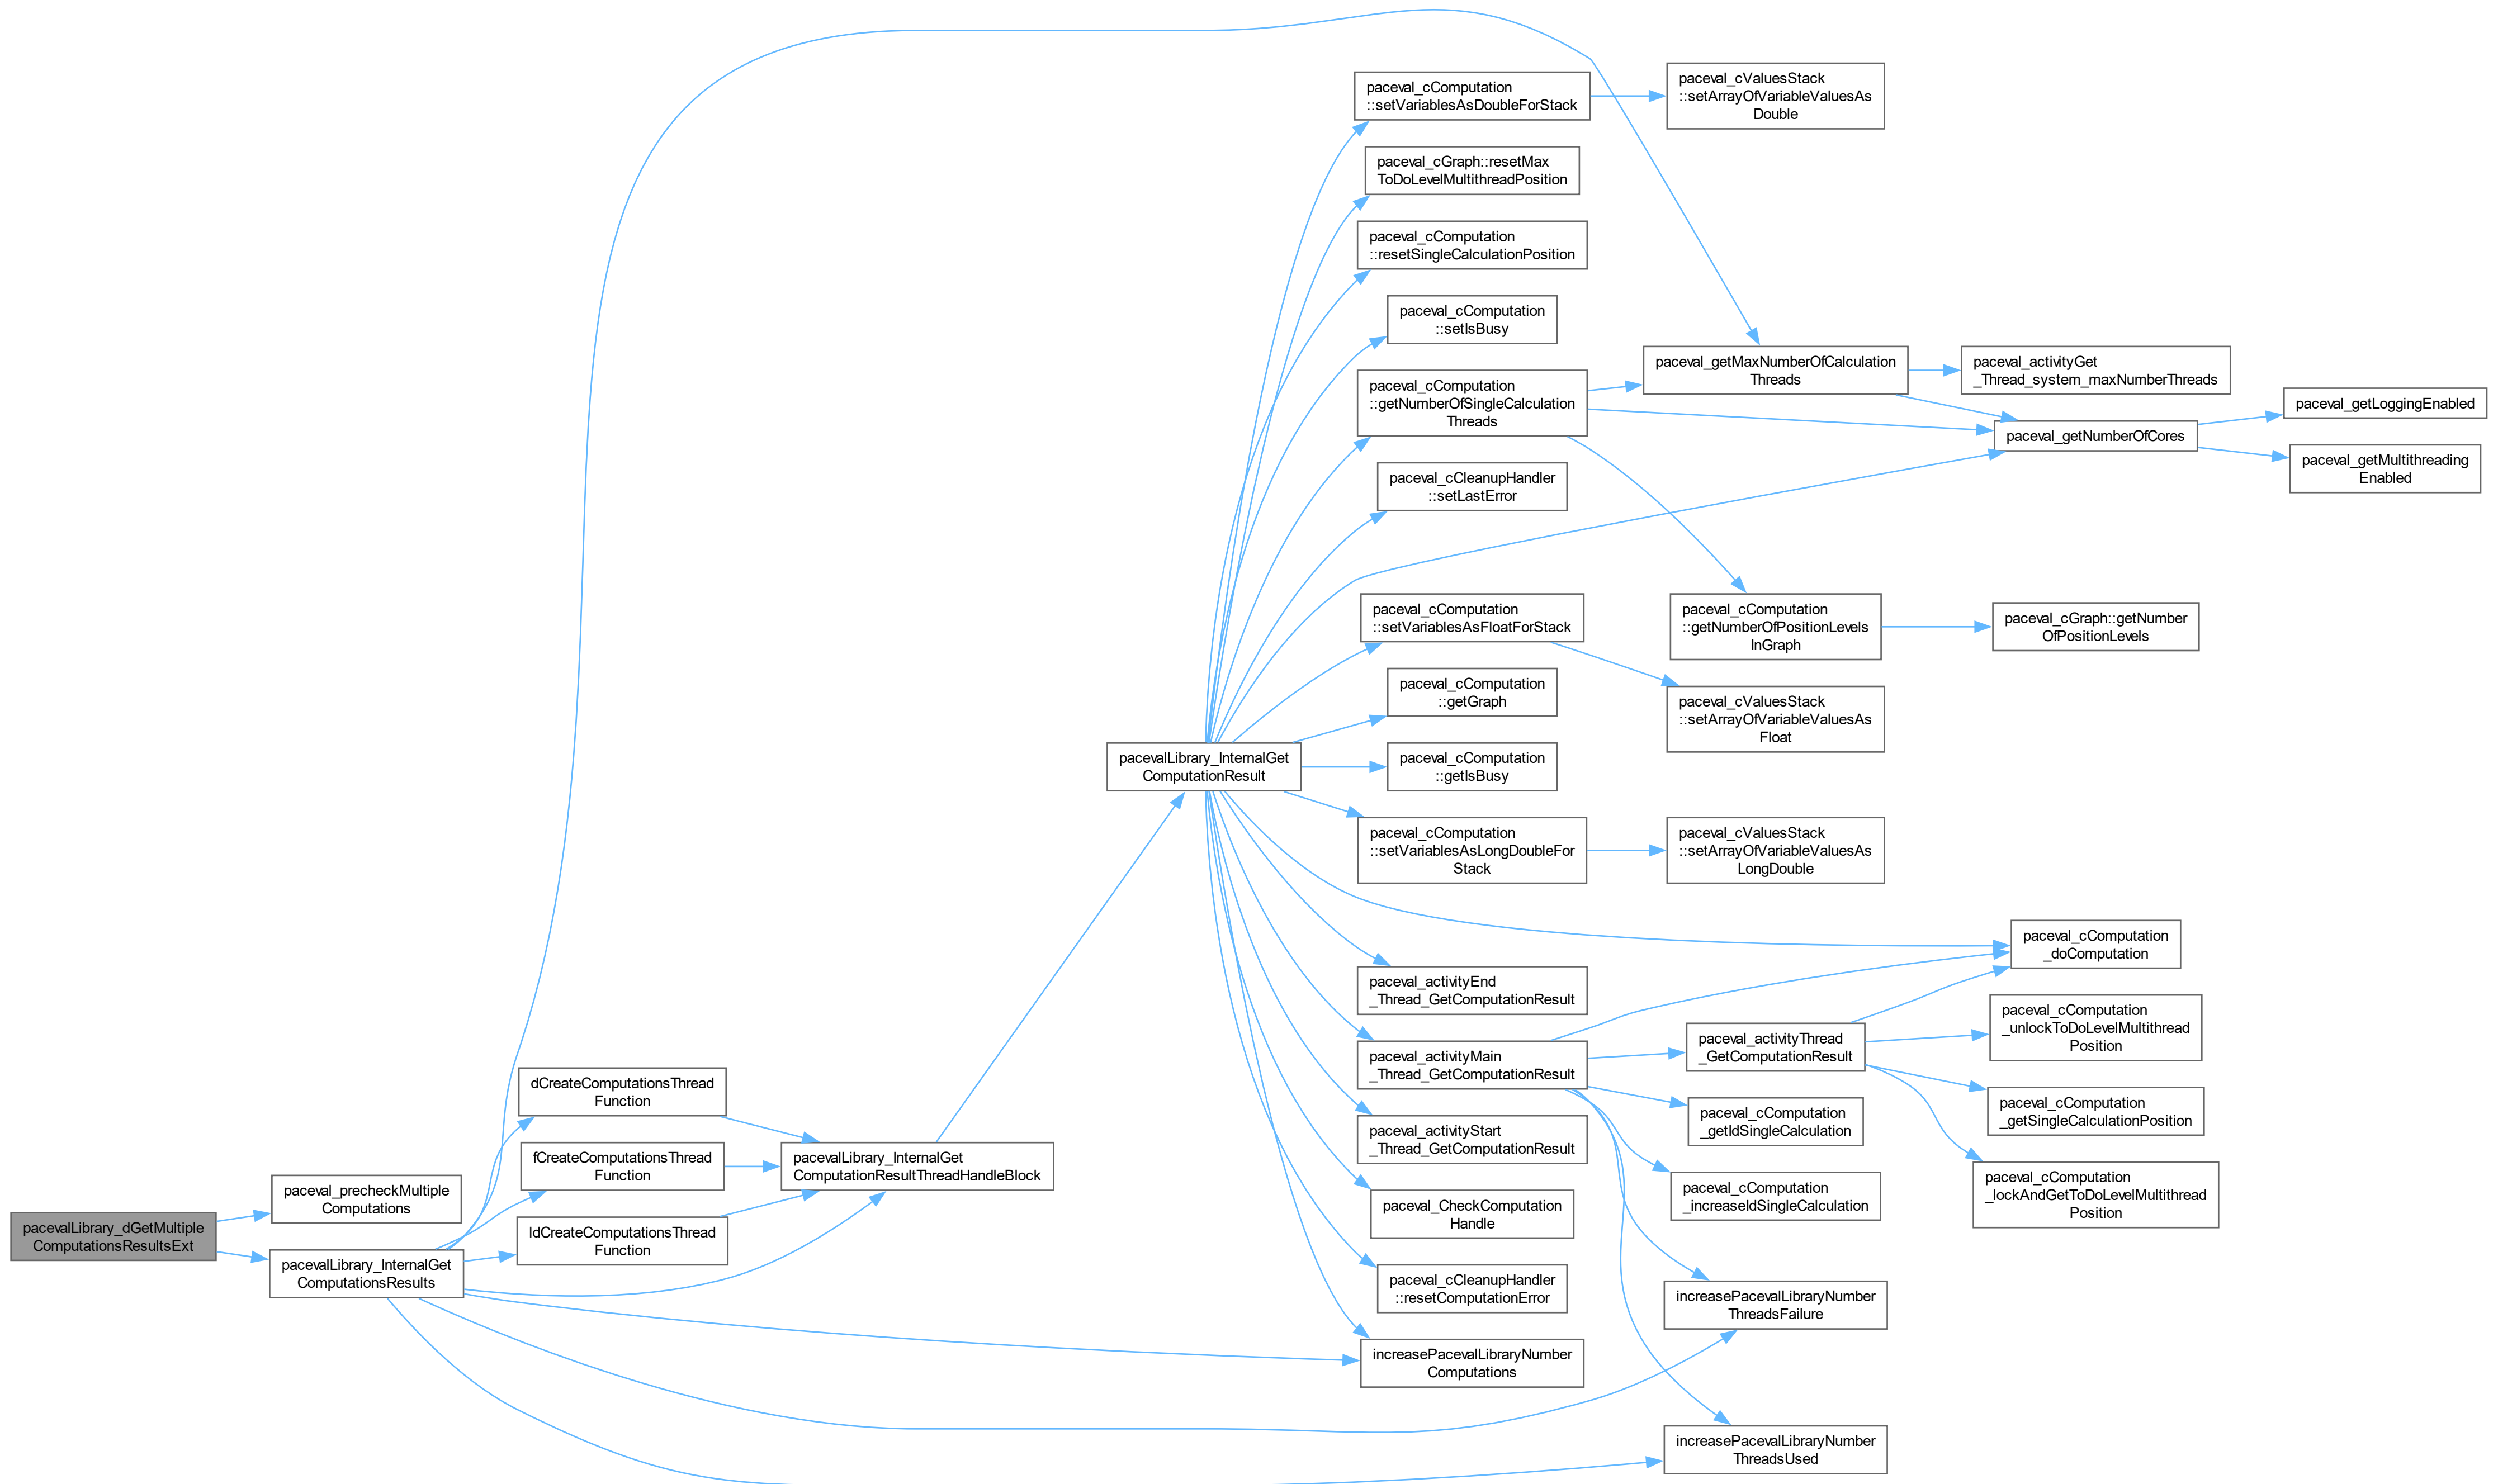 pacevalLibrary_dGetMultiple
ComputationsResultsExt
paceval_precheckMultiple
Computations
pacevalLibrary_InternalGet
ComputationsResults
dCreateComputationsThread
Function
fCreateComputationsThread
Function
ldCreateComputationsThread
Function
pacevalLibrary_InternalGet
ComputationResultThreadHandleBlock
pacevalLibrary_InternalGet
ComputationResult
paceval_cComputation
::setVariablesAsDoubleForStack
paceval_cGraph::resetMax
ToDoLevelMultithreadPosition
paceval_cComputation
::resetSingleCalculationPosition
paceval_cComputation
::setIsBusy
paceval_cComputation
::getNumberOfSingleCalculation
Threads
paceval_cCleanupHandler
::setLastError
paceval_cComputation
::setVariablesAsFloatForStack
paceval_cComputation
::getGraph
paceval_cComputation
::getIsBusy
paceval_cComputation
::setVariablesAsLongDoubleFor
Stack
paceval_activityEnd
_Thread_GetComputationResult
paceval_activityMain
_Thread_GetComputationResult
paceval_activityStart
_Thread_GetComputationResult
paceval_CheckComputation
Handle
paceval_cCleanupHandler
::resetComputationError
increasePacevalLibraryNumber
Computations
paceval_cValuesStack
::setArrayOfVariableValuesAs
Double
paceval_getMaxNumberOfCalculation
Threads
paceval_cComputation
::getNumberOfPositionLevels
InGraph
paceval_cValuesStack
::setArrayOfVariableValuesAs
Float
paceval_cValuesStack
::setArrayOfVariableValuesAs
LongDouble
paceval_activityThread
_GetComputationResult
paceval_cComputation
_getIdSingleCalculation
paceval_cComputation
_increaseIdSingleCalculation
increasePacevalLibraryNumber
ThreadsFailure
increasePacevalLibraryNumber
ThreadsUsed
paceval_activityGet
_Thread_system_maxNumberThreads
paceval_getNumberOfCores
paceval_cGraph::getNumber
OfPositionLevels
paceval_cComputation
_doComputation
paceval_cComputation
_unlockToDoLevelMultithread
Position
paceval_cComputation
_getSingleCalculationPosition
paceval_cComputation
_lockAndGetToDoLevelMultithread
Position
paceval_getLoggingEnabled
paceval_getMultithreading
Enabled